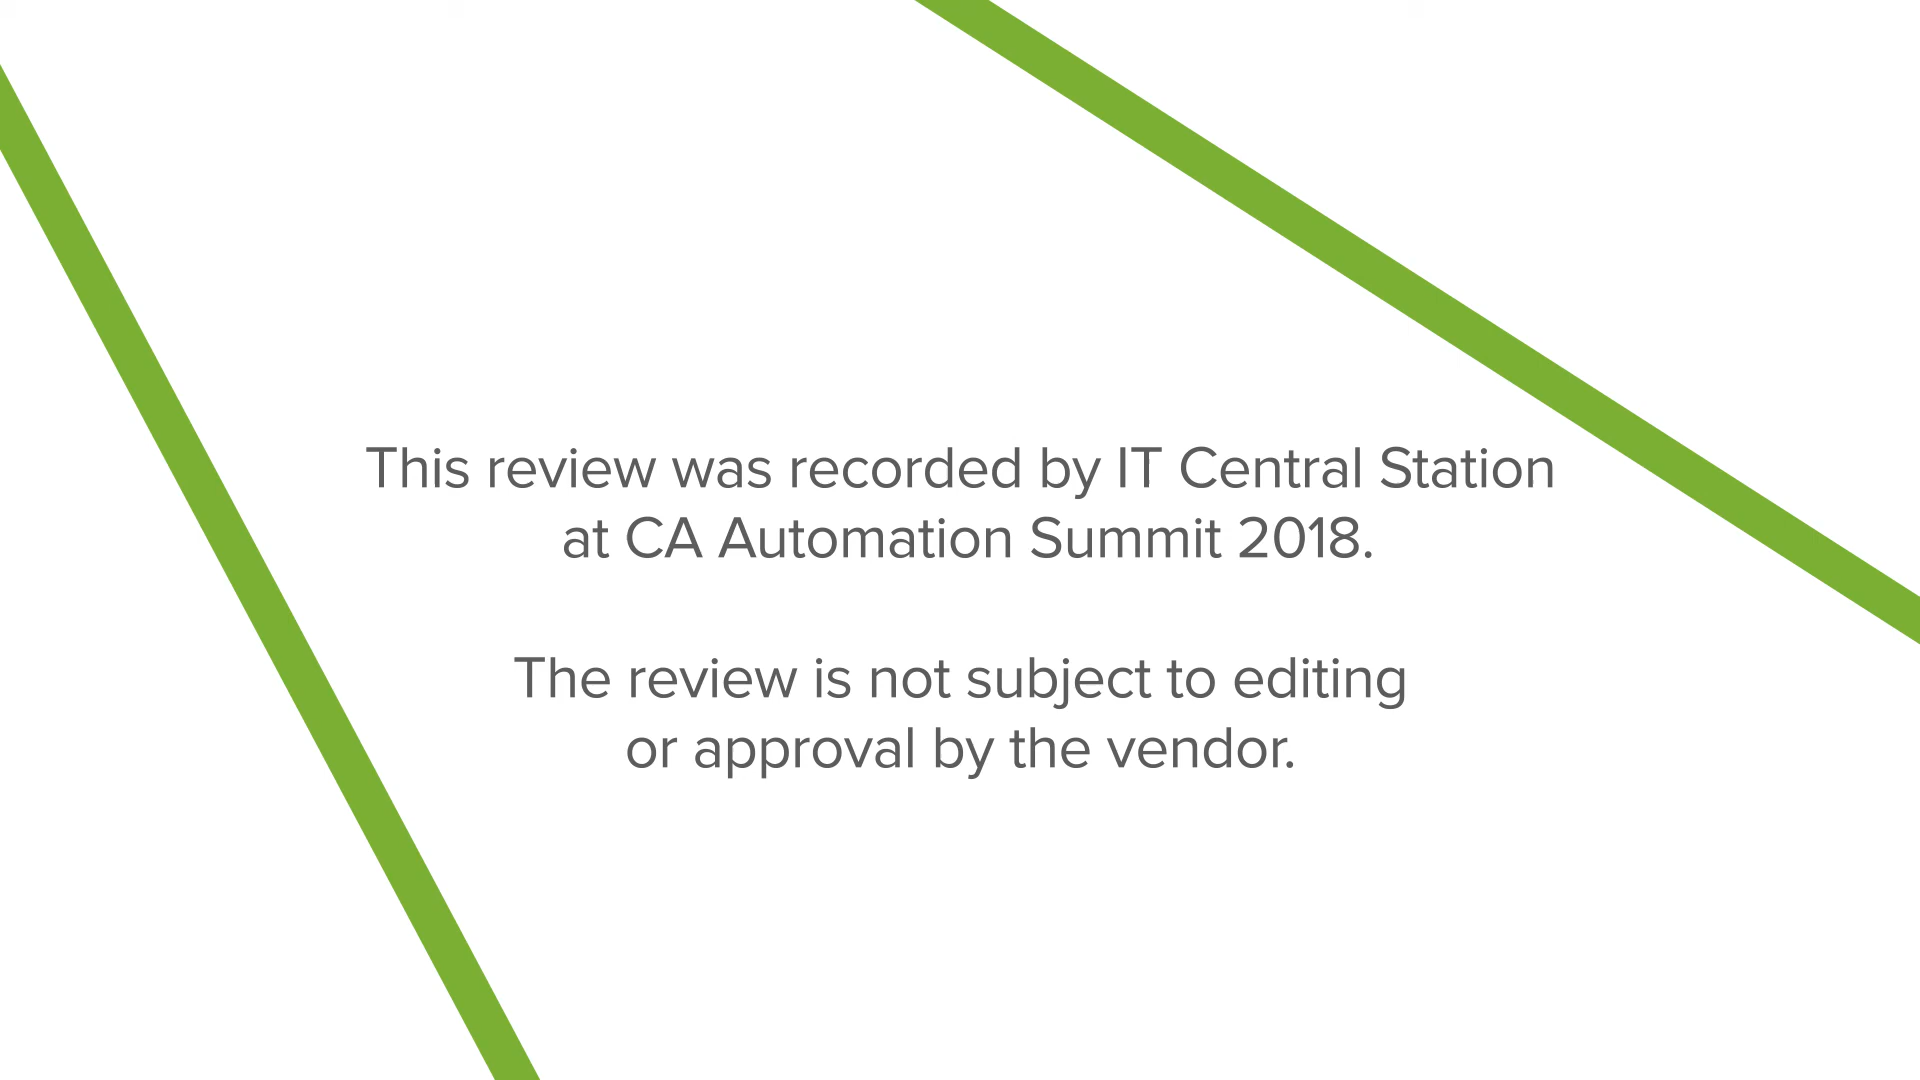 This review was recorded by IT Central Station
at CA Automation Summit 2018.
The review is not subject to editing
or approval by the vendor.